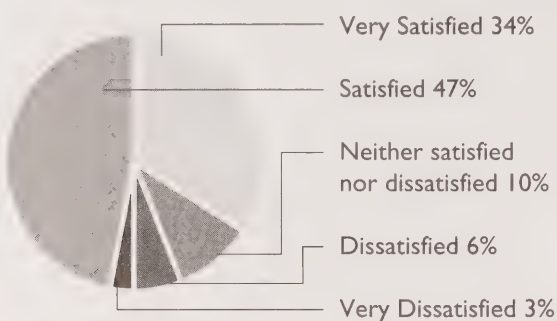 Very Satisfied 34%
Satisfied 47%
Neither satisfied
nor dissatisfied 10%
Dissatisfied 6%
Very Dissatisfied 3%